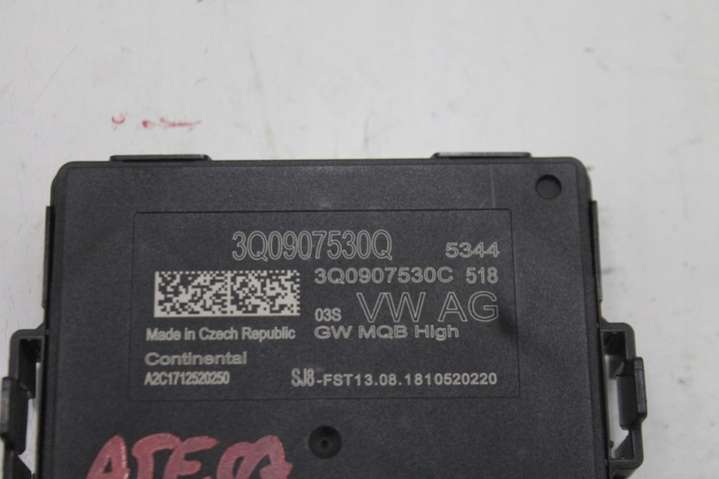 3Q0907530Q 5344
3Q0907530C 518
03S VW AG
Made in Czech Republic GW MQB High
Continental
A2C1712520250 SJ8-FST13.08.1810520220